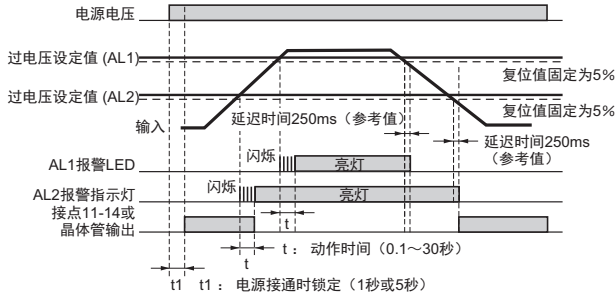 电源电压
过电压设定值 (AL1)
复位值固定为5%
过电压设定值 (AL2)
复位值固定为5%
输入
延迟时间250ms（参考值）
延迟时间250ms
（参考值）
闪烁
AL1报警LED
亮灯
闪烁
AL2报警指示灯
亮灯
接点11-14或
晶体管输出
t
t
t ： 动作时间（0.1～30秒）
t1
t1 ： 电源接通时锁定（1秒或5秒）